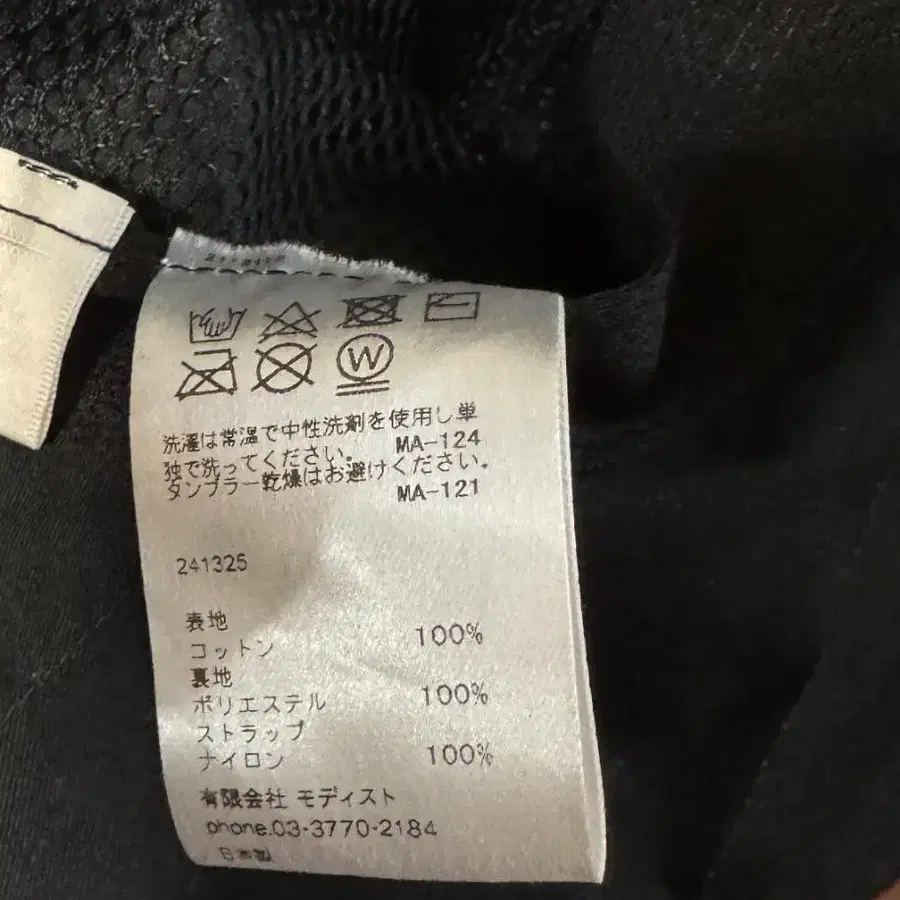 W
洗濯は常温で中性洗剤を使用し単
独で洗ってください。 MA-124
タンブラー乾燥はお避けください。
MA-121
241325
表地
コットン 100%
裏地
ポリエステル 100%
ストラップ
ナイロン 100%
有限会社 モディスト
phone.03-3770-2184
日本製